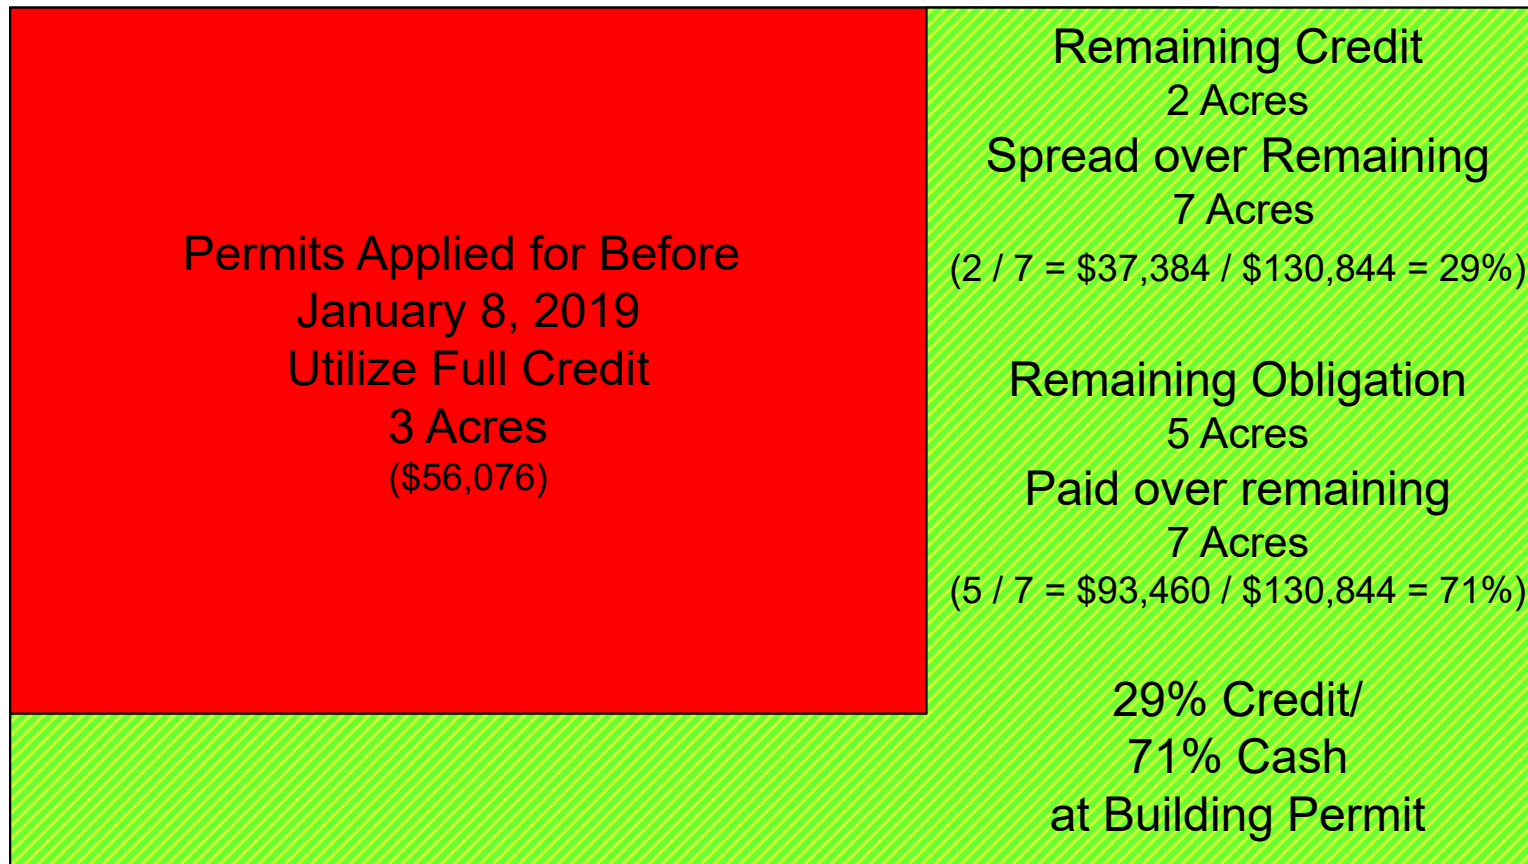 Permits Applied for Before
January 8, 2019
Utilize Full Credit
3 Acres
($56,076)
Remaining Credit
2 Acres
Spread over Remaining
7 Acres
(2 / 7 = $37,384 / $130,844 = 29%)
Remaining Obligation
5 Acres
Paid over remaining
7 Acres
(5 / 7 = $93,460 / $130,844 = 71%)
29% Credit/
71% Cash
at Building Permit